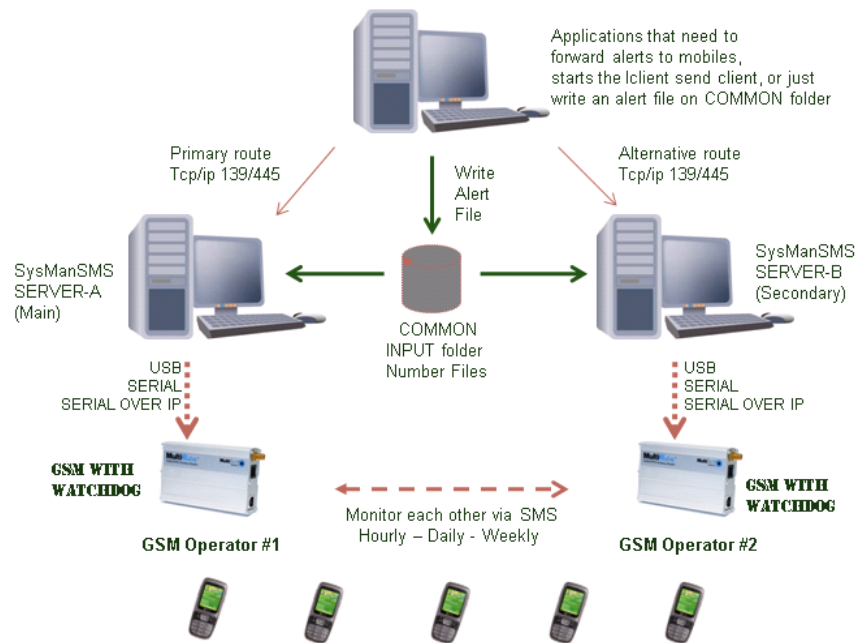 Applications that need to
forward alerts to mobiles,
starts the lclient send client, or just
write an alert file on COMMON folder
Primary route
Tcp/ip 139/445
Write
Alert
File
Alternative route
Tcp/ip 139/445
SysManSMS
SERVER-A
(Main)
SysManSMS
SERVER-B
(Secondary)
COMMON
INPUT folder
Number Files
USB
SERIAL
SERIAL OVER IP
USB
SERIAL
SERIAL OVER IP
GSM WITH
WATCHDOG
GSM WITH
WATCHDOG
Monitor each other via SMS
Hourly – Daily - Weekly
GSM Operator #1
GSM Operator #2